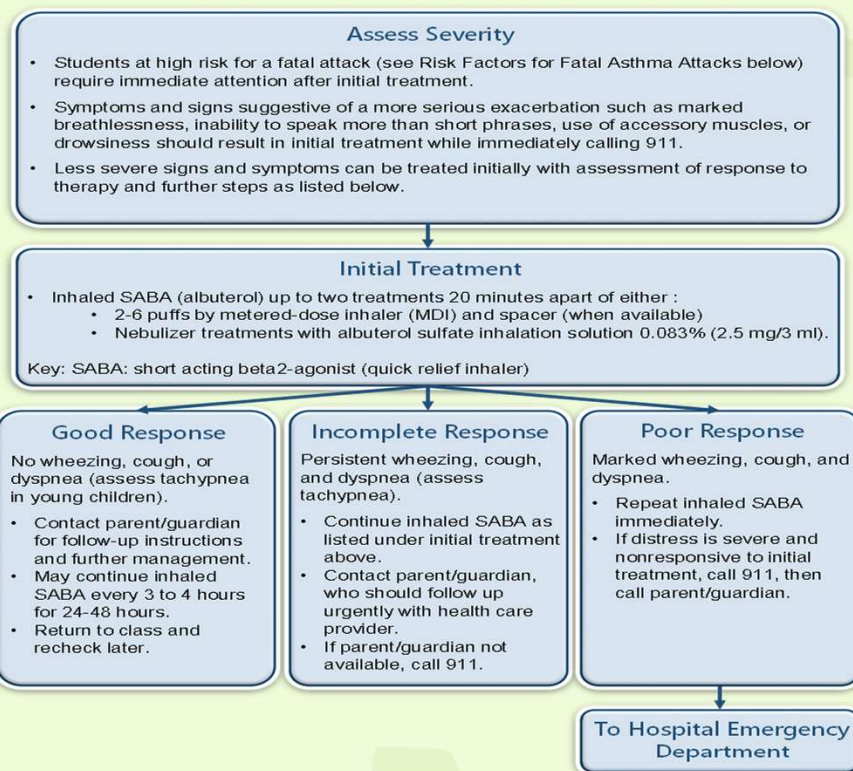 Assess Severity
• Students at high risk for a fatal attack (see Risk Factors for Fatal Asthma Attacks below)
require immediate attention after initial treatment.
• Symptoms and signs suggestive of a more serious exacerbation such as marked
breathlessness, inability to speak more than short phrases, use of accessory muscles, or
drowsiness should result in initial treatment while immediately calling 911.
• Less severe signs and symptoms can be treated initially with assessment of response to
therapy and further steps as listed below.
Initial Treatment
• Inhaled SABA (albuterol) up to two treatments 20 minutes apart of either :
• 2-6 puffs by metered-dose inhaler (MDI) and spacer (when available)
• Nebulizer treatments with albuterol sulfate inhalation solution 0.083% (2.5 mg/3 ml).
Key: SABA: short acting beta2-agonist (quick relief inhaler)
Good Response
No wheezing, cough, or
dyspnea (assess tachypnea
in young children).
• Contact parent/guardian
for follow-up instructions
and further management.
• May continue inhaled
SABA every 3 to 4 hours
for 24-48 hours.
• Return to class and
recheck later.
Incomplete Response
Persistent wheezing, cough,
and dyspnea (assess
tachypnea).
• Continue inhaled SABA as
listed under initial treatment
above.
• Contact parent/guardian,
who should follow up
urgently with health care
provider.
• If parent/guardian not
available, call 911.
Poor Response
Marked wheezing, cough, and
dyspnea.
• Repeat inhaled SABA
immediately.
• If distress is severe and
nonresponsive to initial
treatment, call 911, then
call parent/guardian.
To Hospital Emergency
Department